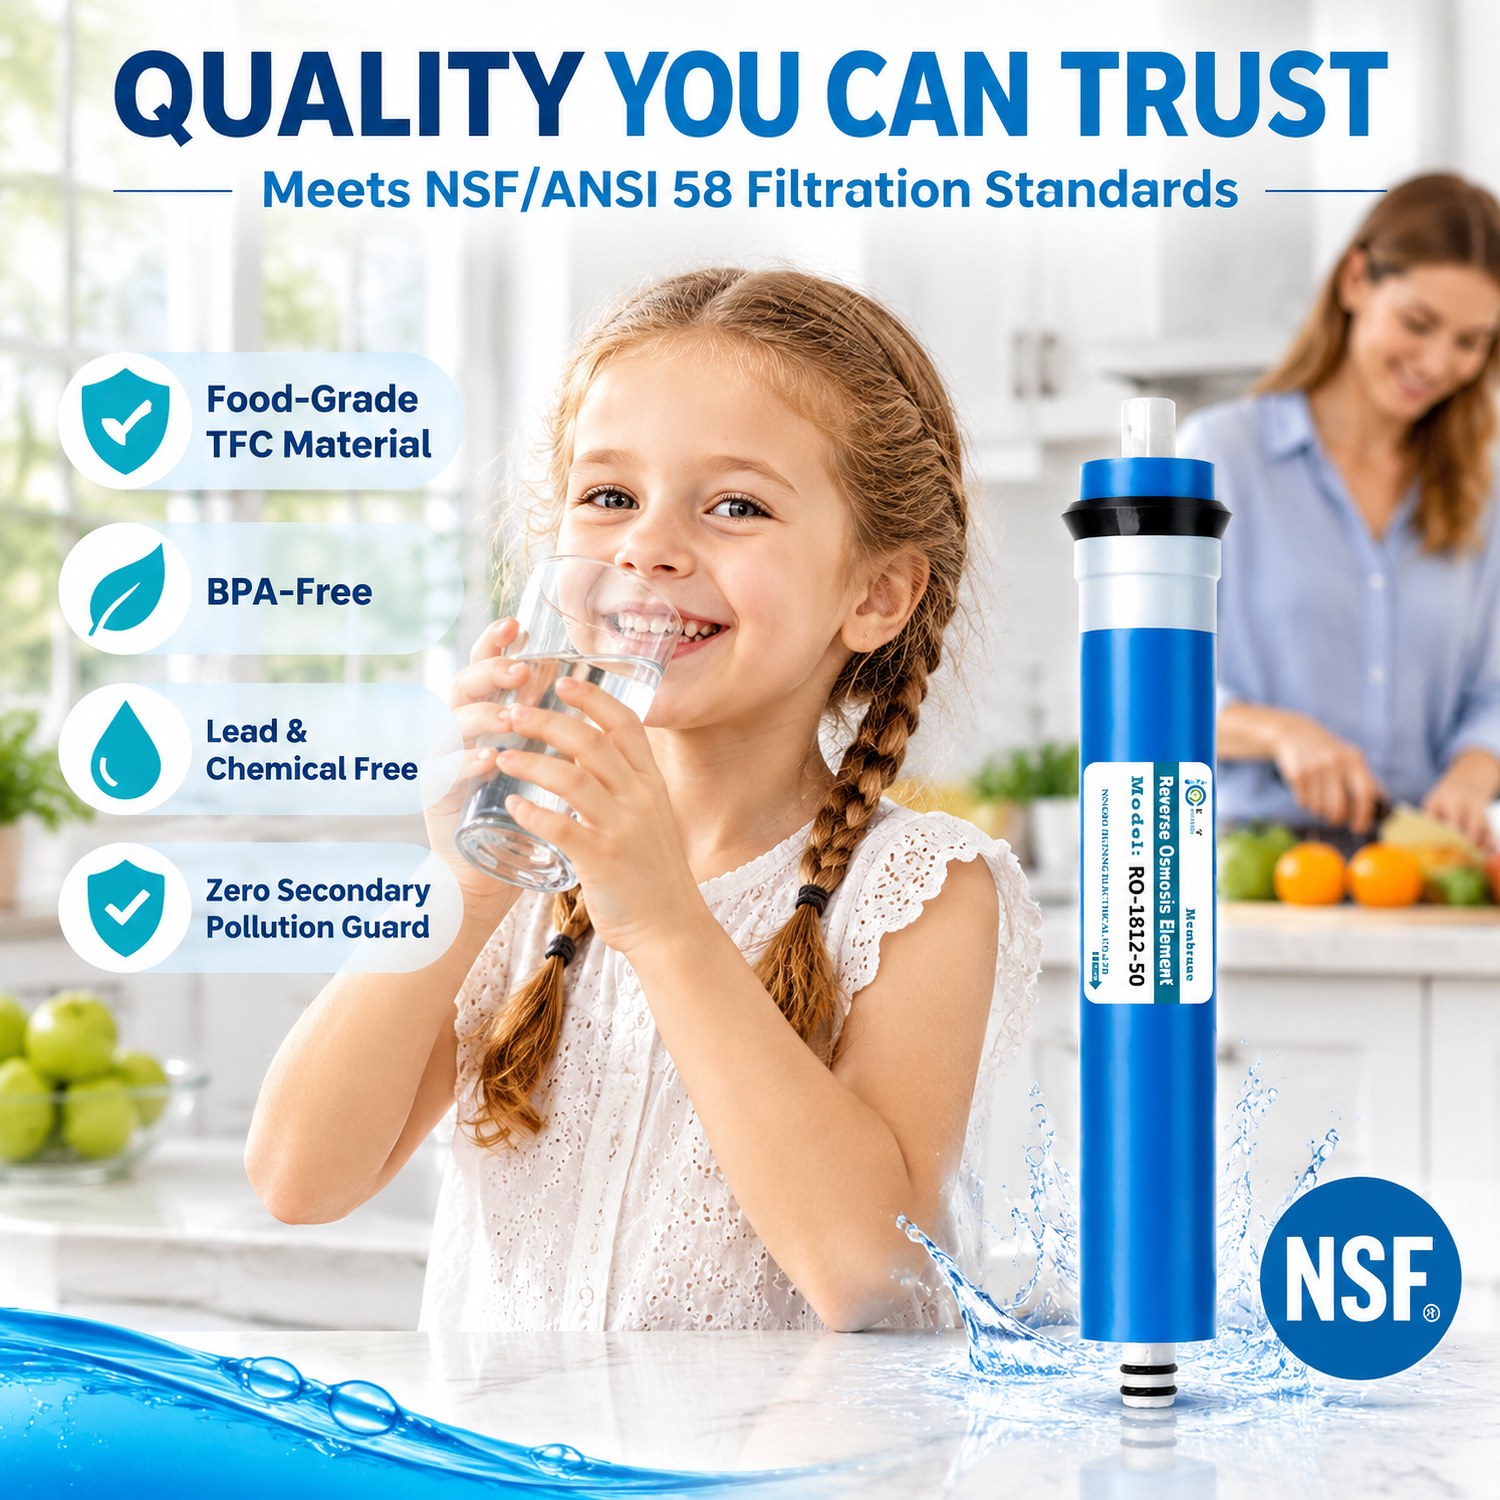 QUALITY YOU CAN TRUST
Meets NSF/ANSI 58 Filtration Standards
Food-Grade
TFC Material
BPA-Free
Lead &
Chemical Free
Zero Secondary
Pollution Guard
Membrane
Reverse Osmosis Element
Model: RO-1812-50
NSF®